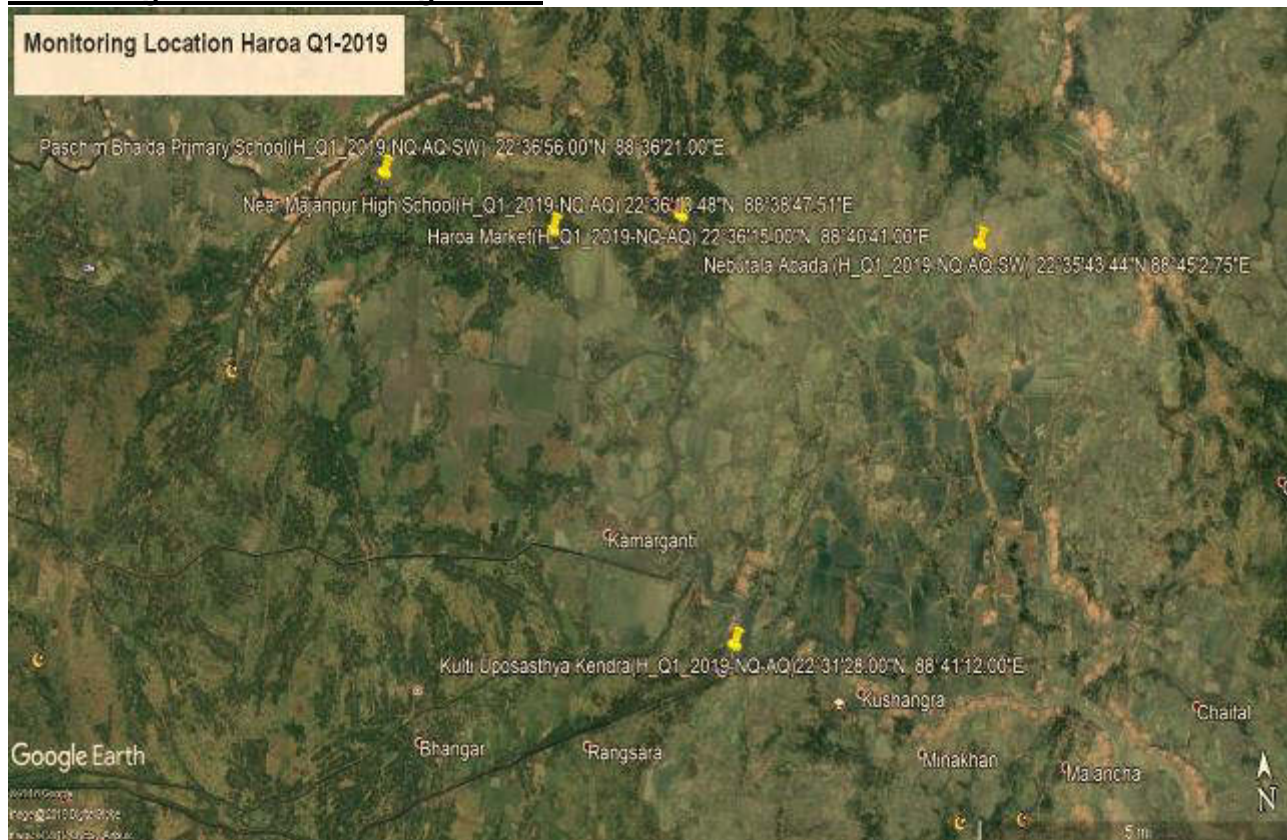 Monitoring Location Haroa Q1-2019
Paschim Bhaida Primary School(H_Q1_2019-NQ-AQ-SW) 22°36'56.00"N 88°36'21.00"E
Near Majanpur High School(H_Q1_2019-NQ-AQ) 88°38'47.51"E
Haroa Market(H_Q1_2019-NQ-AQ) 22°36'15.00"N 88°40'41.00"E
Nebutala Abada (H_Q1_2019-NQ-AQ-SW) 22°35'43.44"N 88°45'2.75"E
Kamarganti
Kulti Uposasthya Kendra(H_Q1_2019-NQ-AQ)22°31'28.00"N 88°41'12.00"E
Kushangra
Chaital
Bhangar
Rangsara
Minakhan
Malancha
Google Earth
N
5 mi